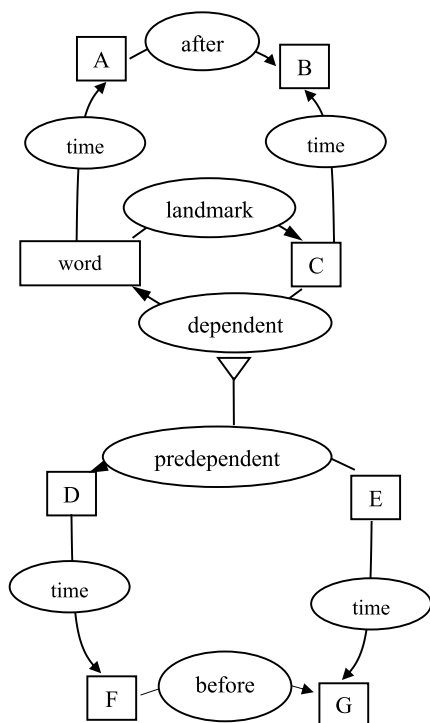 after
A
B
time
time
landmark
word
C
dependent
predependent
D
E
time
time
before
F
G